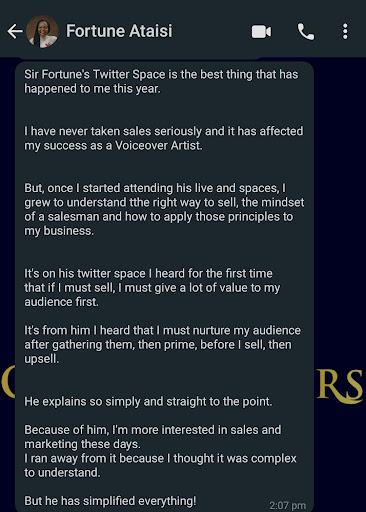 Fortune Ataisi
Sir Fortune's Twitter Space is the best thing that has
happened to me this year.
I have never taken sales seriously and it has affected
my success as a Voiceover Artist.
But, once I started attending his live and spaces, I
grew to understand tthe right way to sell, the mindset
of a salesman and how to apply those principles to
my business.
It's on his twitter space I heard for the first time
that if I must sell, I must give a lot of value to my
audience first.
It's from him I heard that I must nurture my audience
after gathering them, then prime, before I sell, then
upsell.
He explains so simply and straight to the point.
Because of him, I'm more interested in sales and
marketing these days.
I ran away from it because I thought it was complex
to understand.
But he has simplified everything!
2:07 pm